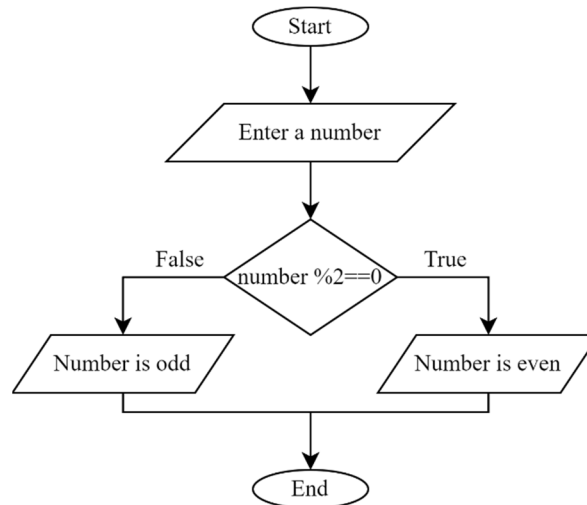 Start
Enter a number
False
True
number %2==0
Number is odd
Number is even
End